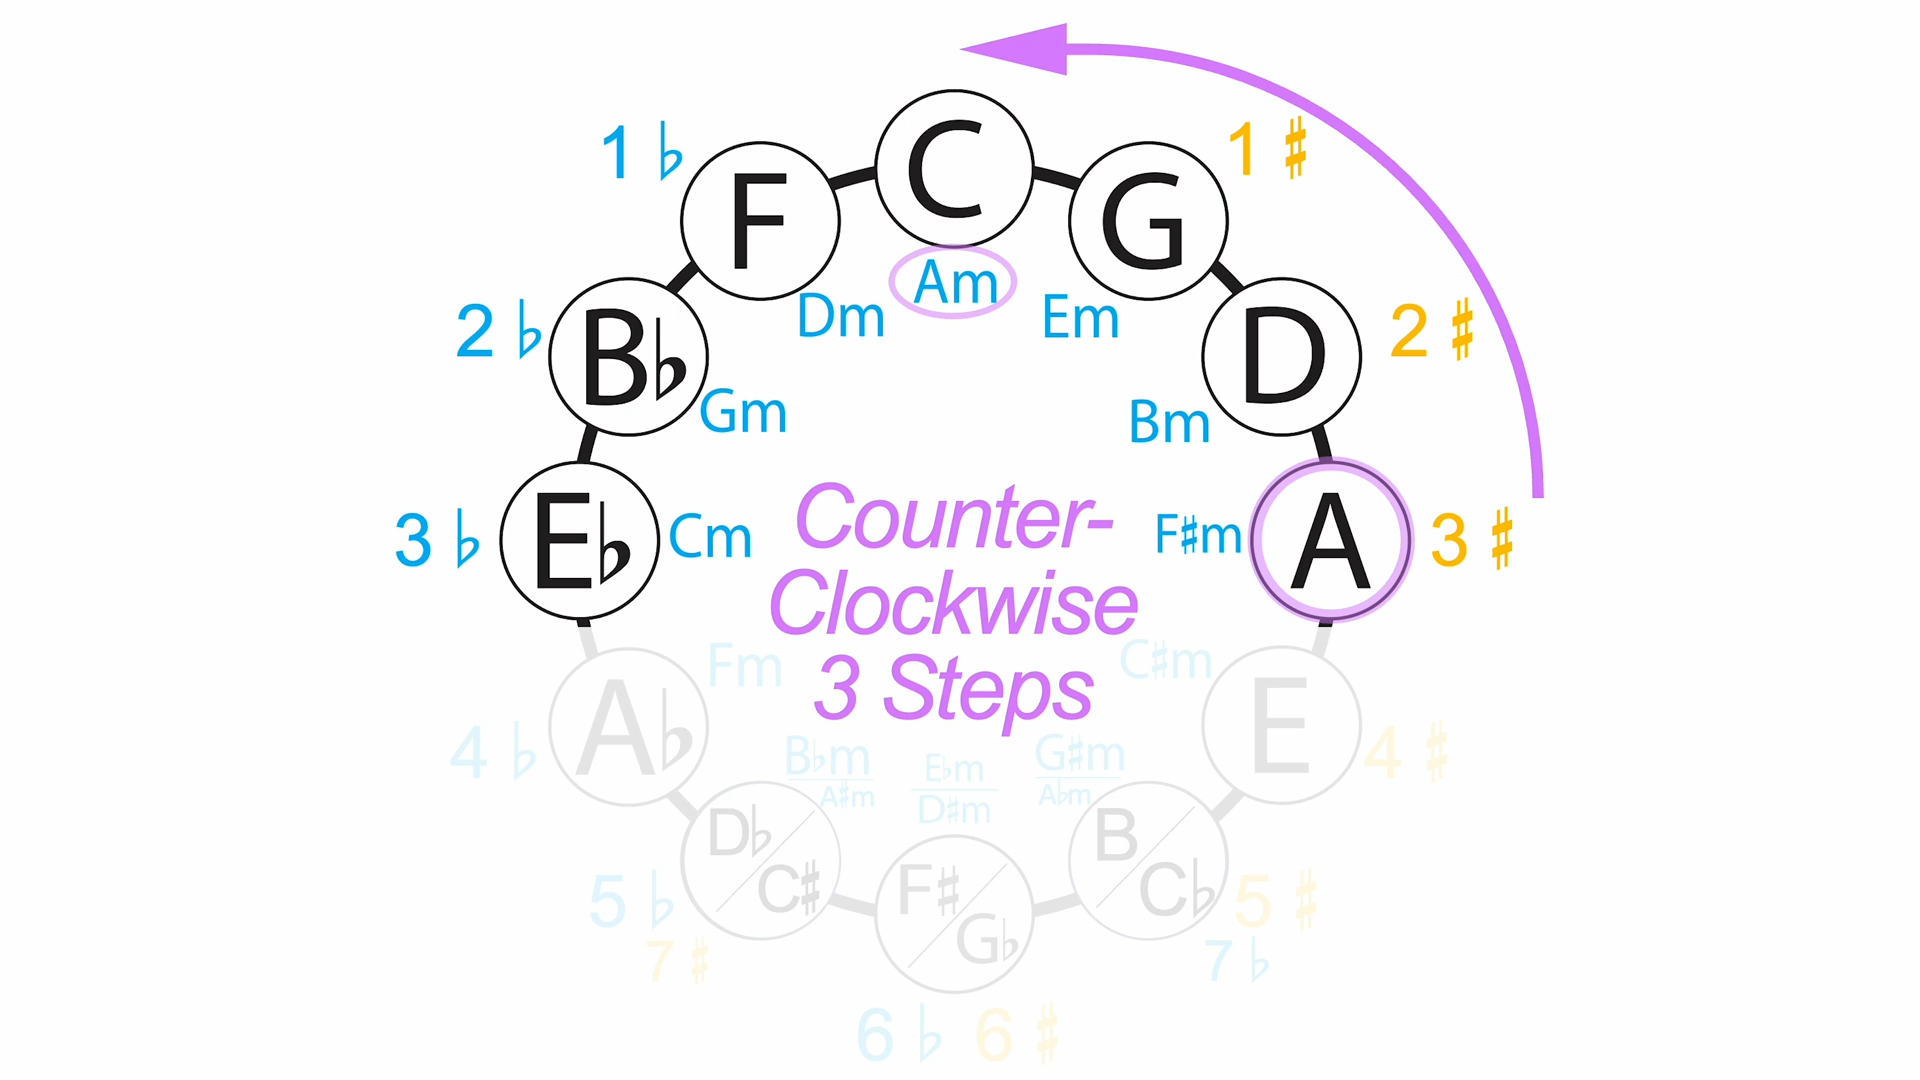 C
1 ♭
F
G
1 ♯
Am
Dm
Em
2 ♭
B♭
D
2 ♯
Gm
Bm
3 ♭
E♭
Cm
Counter-
Clockwise
3 Steps
F♯m
A
3 ♯
Fm
C♯m
4 ♭
A♭
E
4 ♯
B♭m
A♯m
E♭m
D♯m
G♯m
A♭m
D♭
C♯
F♯
G♭
B
C♭
5 ♭
7 ♯
5 ♯
7 ♭
6 ♭ 6 ♯